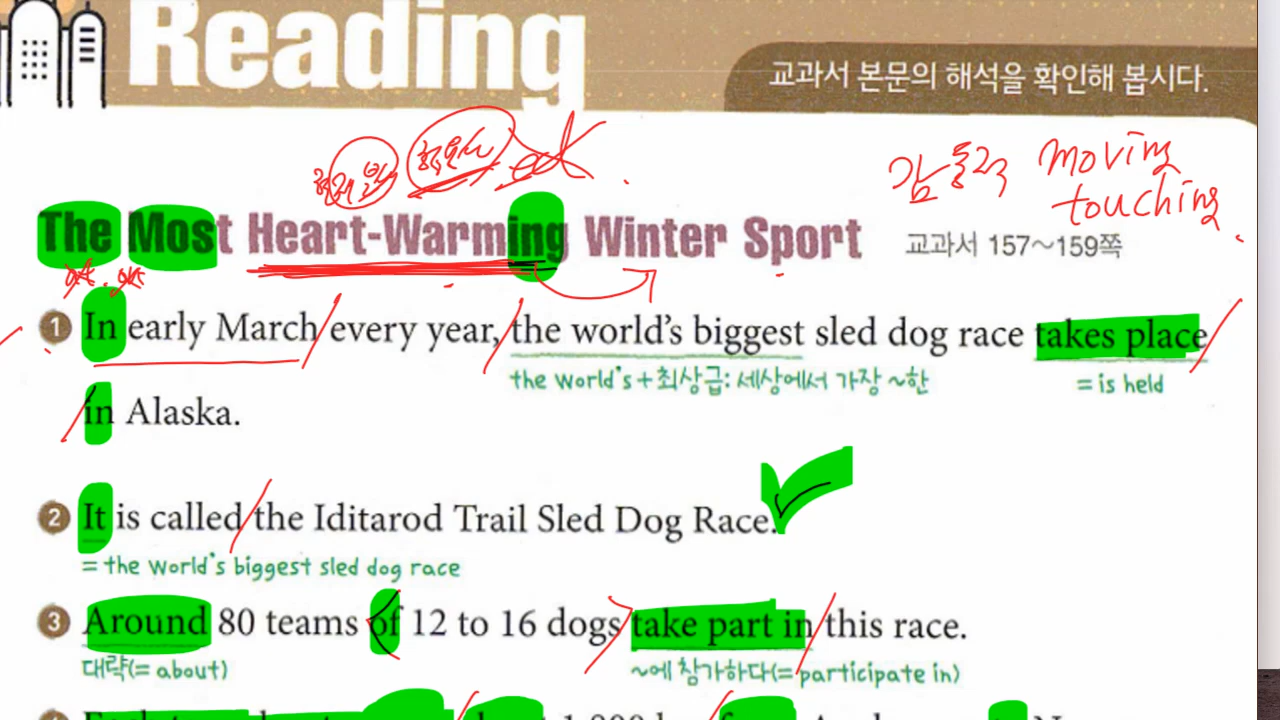 Reading
교과서 본문의 해석을 확인해 봅시다.
감동적 moving
touching
The Most Heart-Warming Winter Sport 교과서 157～159쪽
1 In early March every year, the world's biggest sled dog race takes place
the world's+최상급: 세상에서 가장 ~한 = is held
in Alaska.
2 It is called the Iditarod Trail Sled Dog Race.
= the world's biggest sled dog race
3 Around 80 teams of 12 to 16 dogs take part in this race.
대략(= about) ~에 참가하다(= participate in)